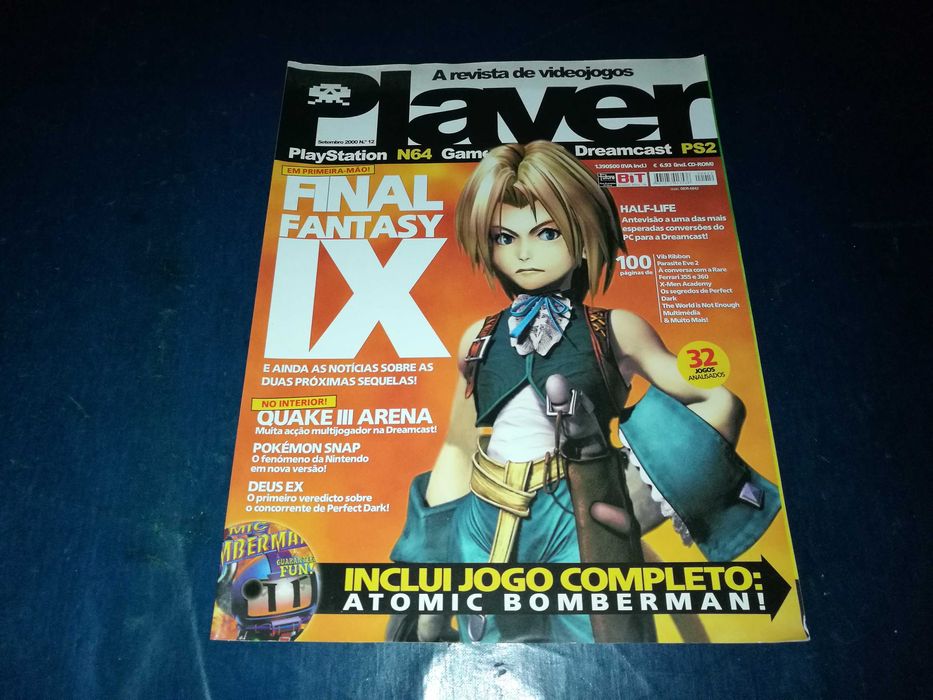 A revista de videojogos
Player
Setembro 2000 N.º 12
PlayStation N64 Game Dreamcast PS2
EM PRIMEIRA-MÃO!
FINAL
FANTASY
IX
E AINDA AS NOTÍCIAS SOBRE AS
DUAS PRÓXIMAS SEQUELAS!
NO INTERIOR!
QUAKE III ARENA
Muita acção multijogador na Dreamcast!
POKÉMON SNAP
O fenómeno da Nintendo
em nova versão!
DEUS EX
O primeiro veredicto sobre
o concorrente de Perfect Dark!
1.390$00 (IVA Incl.) € 6.93 (Incl. CD-ROM)
BiT
HALF-LIFE
Antevisão a uma das mais
esperadas conversões do
PC para a Dreamcast!
100
páginas de
Vib Ribbon
Parasite Eve 2
À conversa com a Rare
Ferrari 355 e 360
X-Men Academy
Os segredos de Perfect
Dark
The World is Not Enough
Multimédia
& Muito Mais!
32
JOGOS
ANALISADOS
MIC
MBERMA
GUARANTEE
FUN!
INCLUI JOGO COMPLETO:
ATOMIC BOMBERMAN!